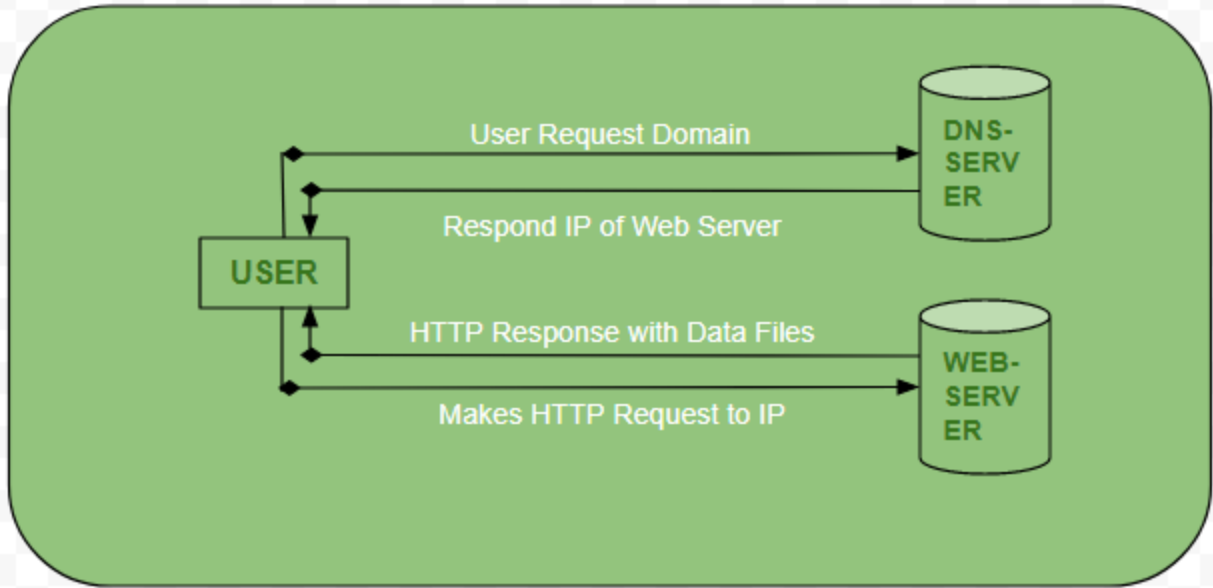 User Request Domain
DNS-
SERV
ER
Respond IP of Web Server
USER
HTTP Response with Data Files
WEB-
SERV
ER
Makes HTTP Request to IP